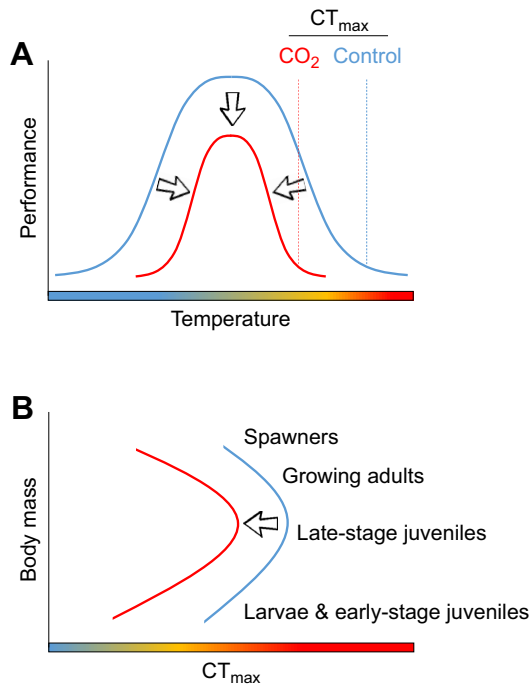 CTmax
A
CO2 Control
Performance
Temperature
B
Spawners
Growing adults
Body mass
Late-stage juveniles
Larvae & early-stage juveniles
CTmax